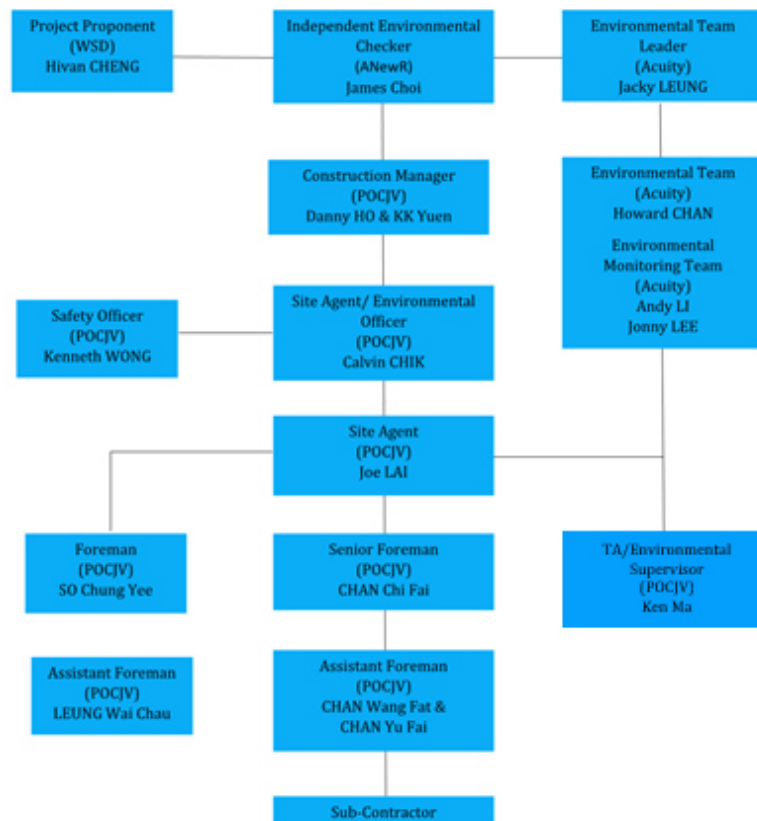 Project Proponent
(WSD)
Hivan CHENG
Independent Environmental
Checker
(ANewR)
James Choi
Environmental Team
Leader
(Acuity)
Jacky LEUNG
Construction Manager
(POCJV)
Danny HO & KK Yuen
Environmental Team
(Acuity)
Howard CHAN
Environmental
Monitoring Team
(Acuity)
Andy LI
Jonny LEE
Safety Officer
(POCJV)
Kenneth WONG
Site Agent/ Environmental
Officer
(POCJV)
Calvin CHIK
Site Agent
(POCJV)
Joe LAI
Foreman
(POCJV)
SO Chung Yee
Senior Foreman
(POCJV)
CHAN Chi Fai
TA/Environmental
Supervisor
(POCJV)
Ken Ma
Assistant Foreman
(POCJV)
LEUNG Wai Chau
Assistant Foreman
(POCJV)
CHAN Wang Fat &
CHAN Yu Fai
Sub-Contractor